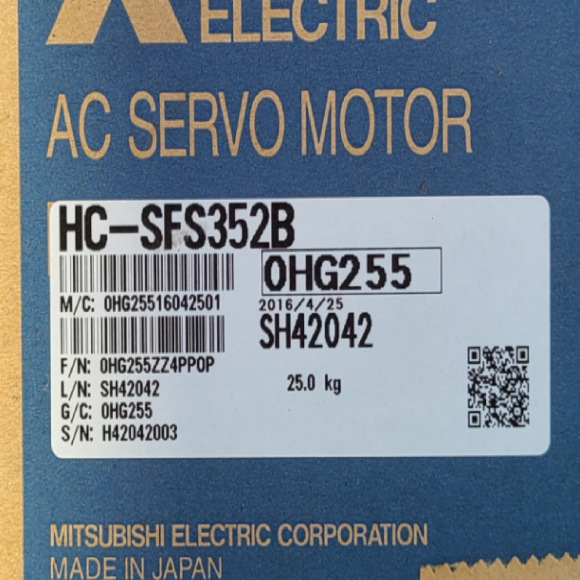 ELECTRIC
AC SERVO MOTOR
HC-SFS352B
0HG255
M/C: 0HG25516042501
2016/4/25
SH42042
F/N: 0HG255ZZ4PP0P
L/N: SH42042
25.0 kg
G/C: 0HG255
S/N: H42042003
MITSUBISHI ELECTRIC CORPORATION
MADE IN JAPAN